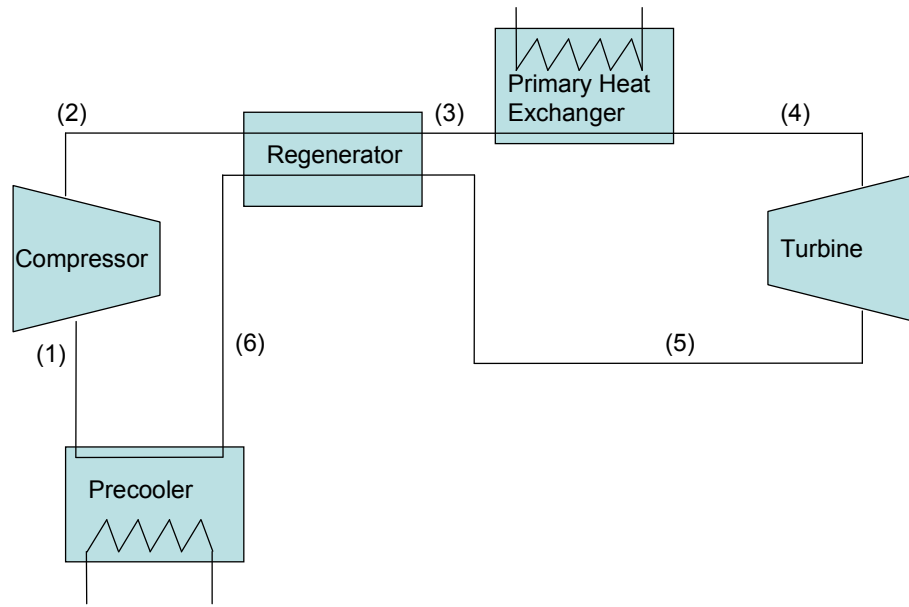 Primary Heat
Exchanger
(2)
(3)
(4)
Regenerator
Compressor
Turbine
(1)
(6)
(5)
Precooler